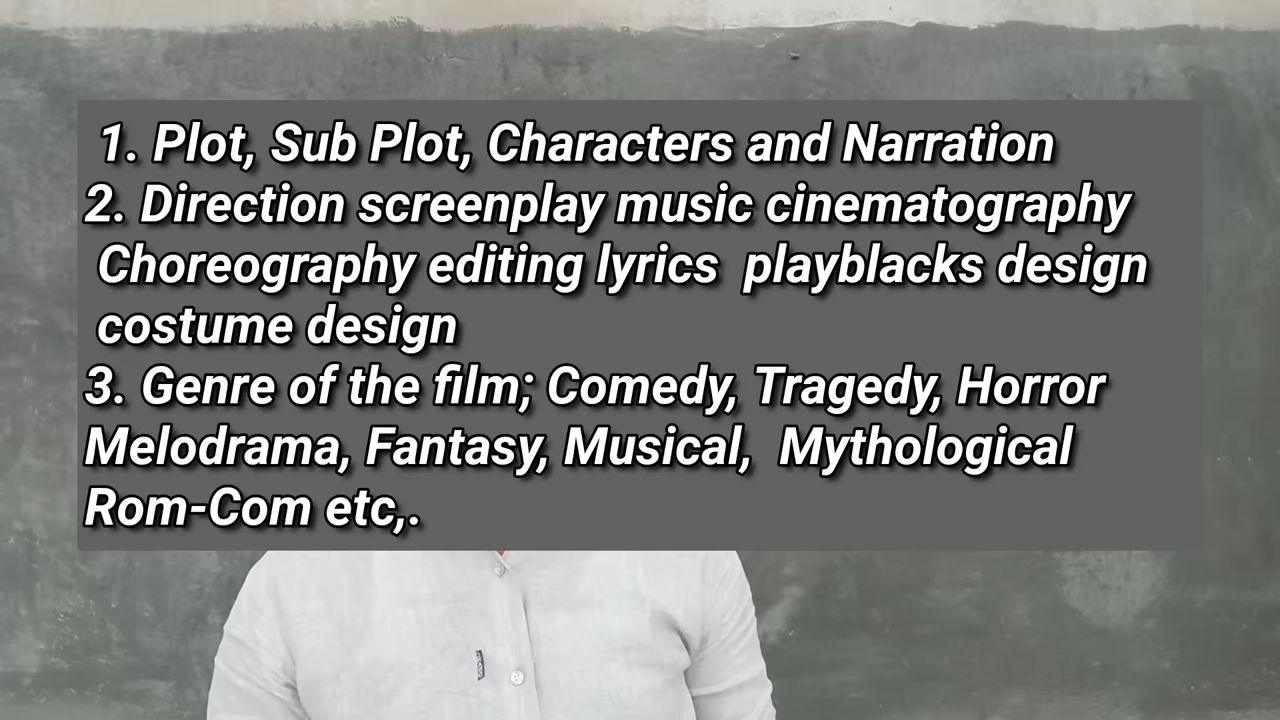 1. Plot, Sub Plot, Characters and Narration
2. Direction screenplay music cinematography
Choreography editing lyrics playblacks design
costume design
3. Genre of the film; Comedy, Tragedy, Horror
Melodrama, Fantasy, Musical, Mythological
Rom-Com etc,.